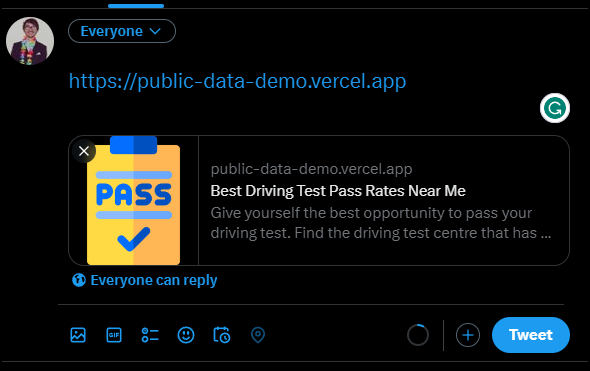 Everyone
https://public-data-demo.vercel.app
PASS
public-data-demo.vercel.app
Best Driving Test Pass Rates Near Me
Give yourself the best opportunity to pass your
driving test. Find the driving test centre that has ...
Everyone can reply
GIF
Tweet